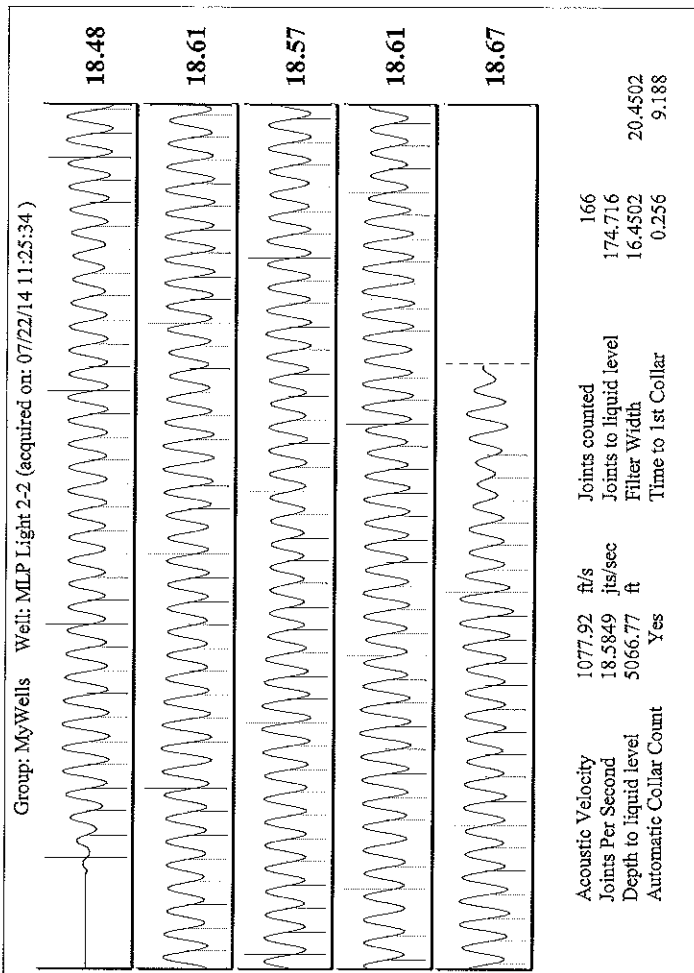 Group: MyWells Well: MLP Light 2-2 (acquired on: 07/22/14 11:25:34 )
18.48
18.61
18.57
18.61
18.67
Acoustic Velocity 1077.92 ft/s Joints counted 166
Joints Per Second 18.5849 jts/sec Joints to liquid level 174.716
Depth to liquid level 5066.77 ft Filter Width 16.4502 20.4502
Automatic Collar Count Yes Time to 1st Collar 0.256 9.188